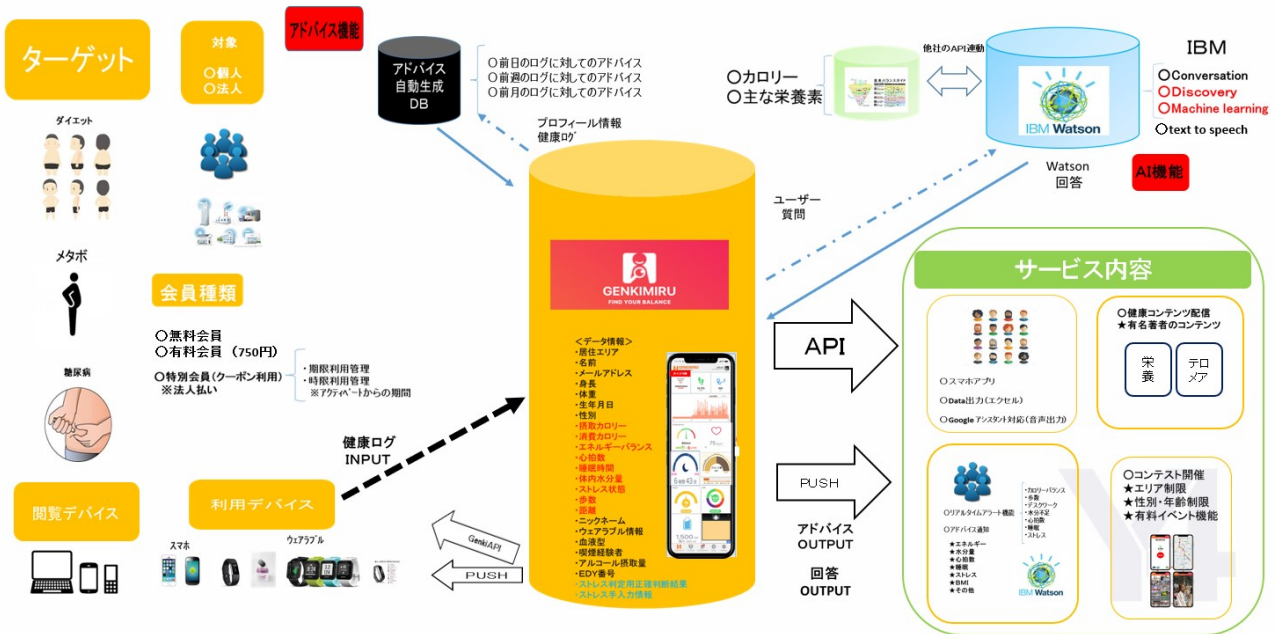 ターゲット
ダイエット
メタボ
糖尿病
閲覧デバイス
対象
○個人
○法人
会員種類
○無料会員
○有料会員 (750円)
○特別会員(クーポン利用)
※法人払い
・期限利用管理
・時限利用管理
※アクティベートからの期間
健康ログ
INPUT
利用デバイス
スマホ
ウェアラブル
GenkiAPI
PUSH
アドバイス機能
アドバイス
自動生成
DB
○前日のログに対してのアドバイス
○前週のログに対してのアドバイス
○前月のログに対してのアドバイス
プロフィール情報
健康ログ
GENKIMIRU
FIND YOUR BALANCE
<データ情報>
・居住エリア
・名前
・メールアドレス
・身長
・体重
・生年月日
・性別
・摂取カロリー
・消費カロリー
・エネルギーバランス
・心拍数
・睡眠時間
・体内水分量
・ストレス状態
・歩数
・距離
・ニックネーム
・ウェアラブル情報
・血液型
・喫煙経験者
・アルコール摂取量
・EDY番号
・ストレス判定用正確判断結果
・ストレス手入力情報
○カロリー
○主な栄養素
他社のAPI連動
IBM Watson
IBM
○Conversation
○Discovery
○Machine learning
○text to speech
AI機能
Watson
回答
ユーザー
質問
API
PUSH
アドバイス
OUTPUT
回答
OUTPUT
サービス内容
○スマホアプリ
○Data出力(エクセル)
○Google アシスタント対応(音声出力)
○健康コンテンツ配信
★有名著者のコンテンツ
栄
養
テロ
メア
○リアルタイムアラート機能
○アドバイス通知
★エネルギー
★水分量
★心拍数
★睡眠
★ストレス
★BMI
★その他
・カロリーバランス
・歩数
・デスクワーク
・水分不足
・心拍数
・睡眠
・ストレス
IBM Watson
○コンテスト開催
★エリア制限
★性別・年齢制限
★有料イベント機能